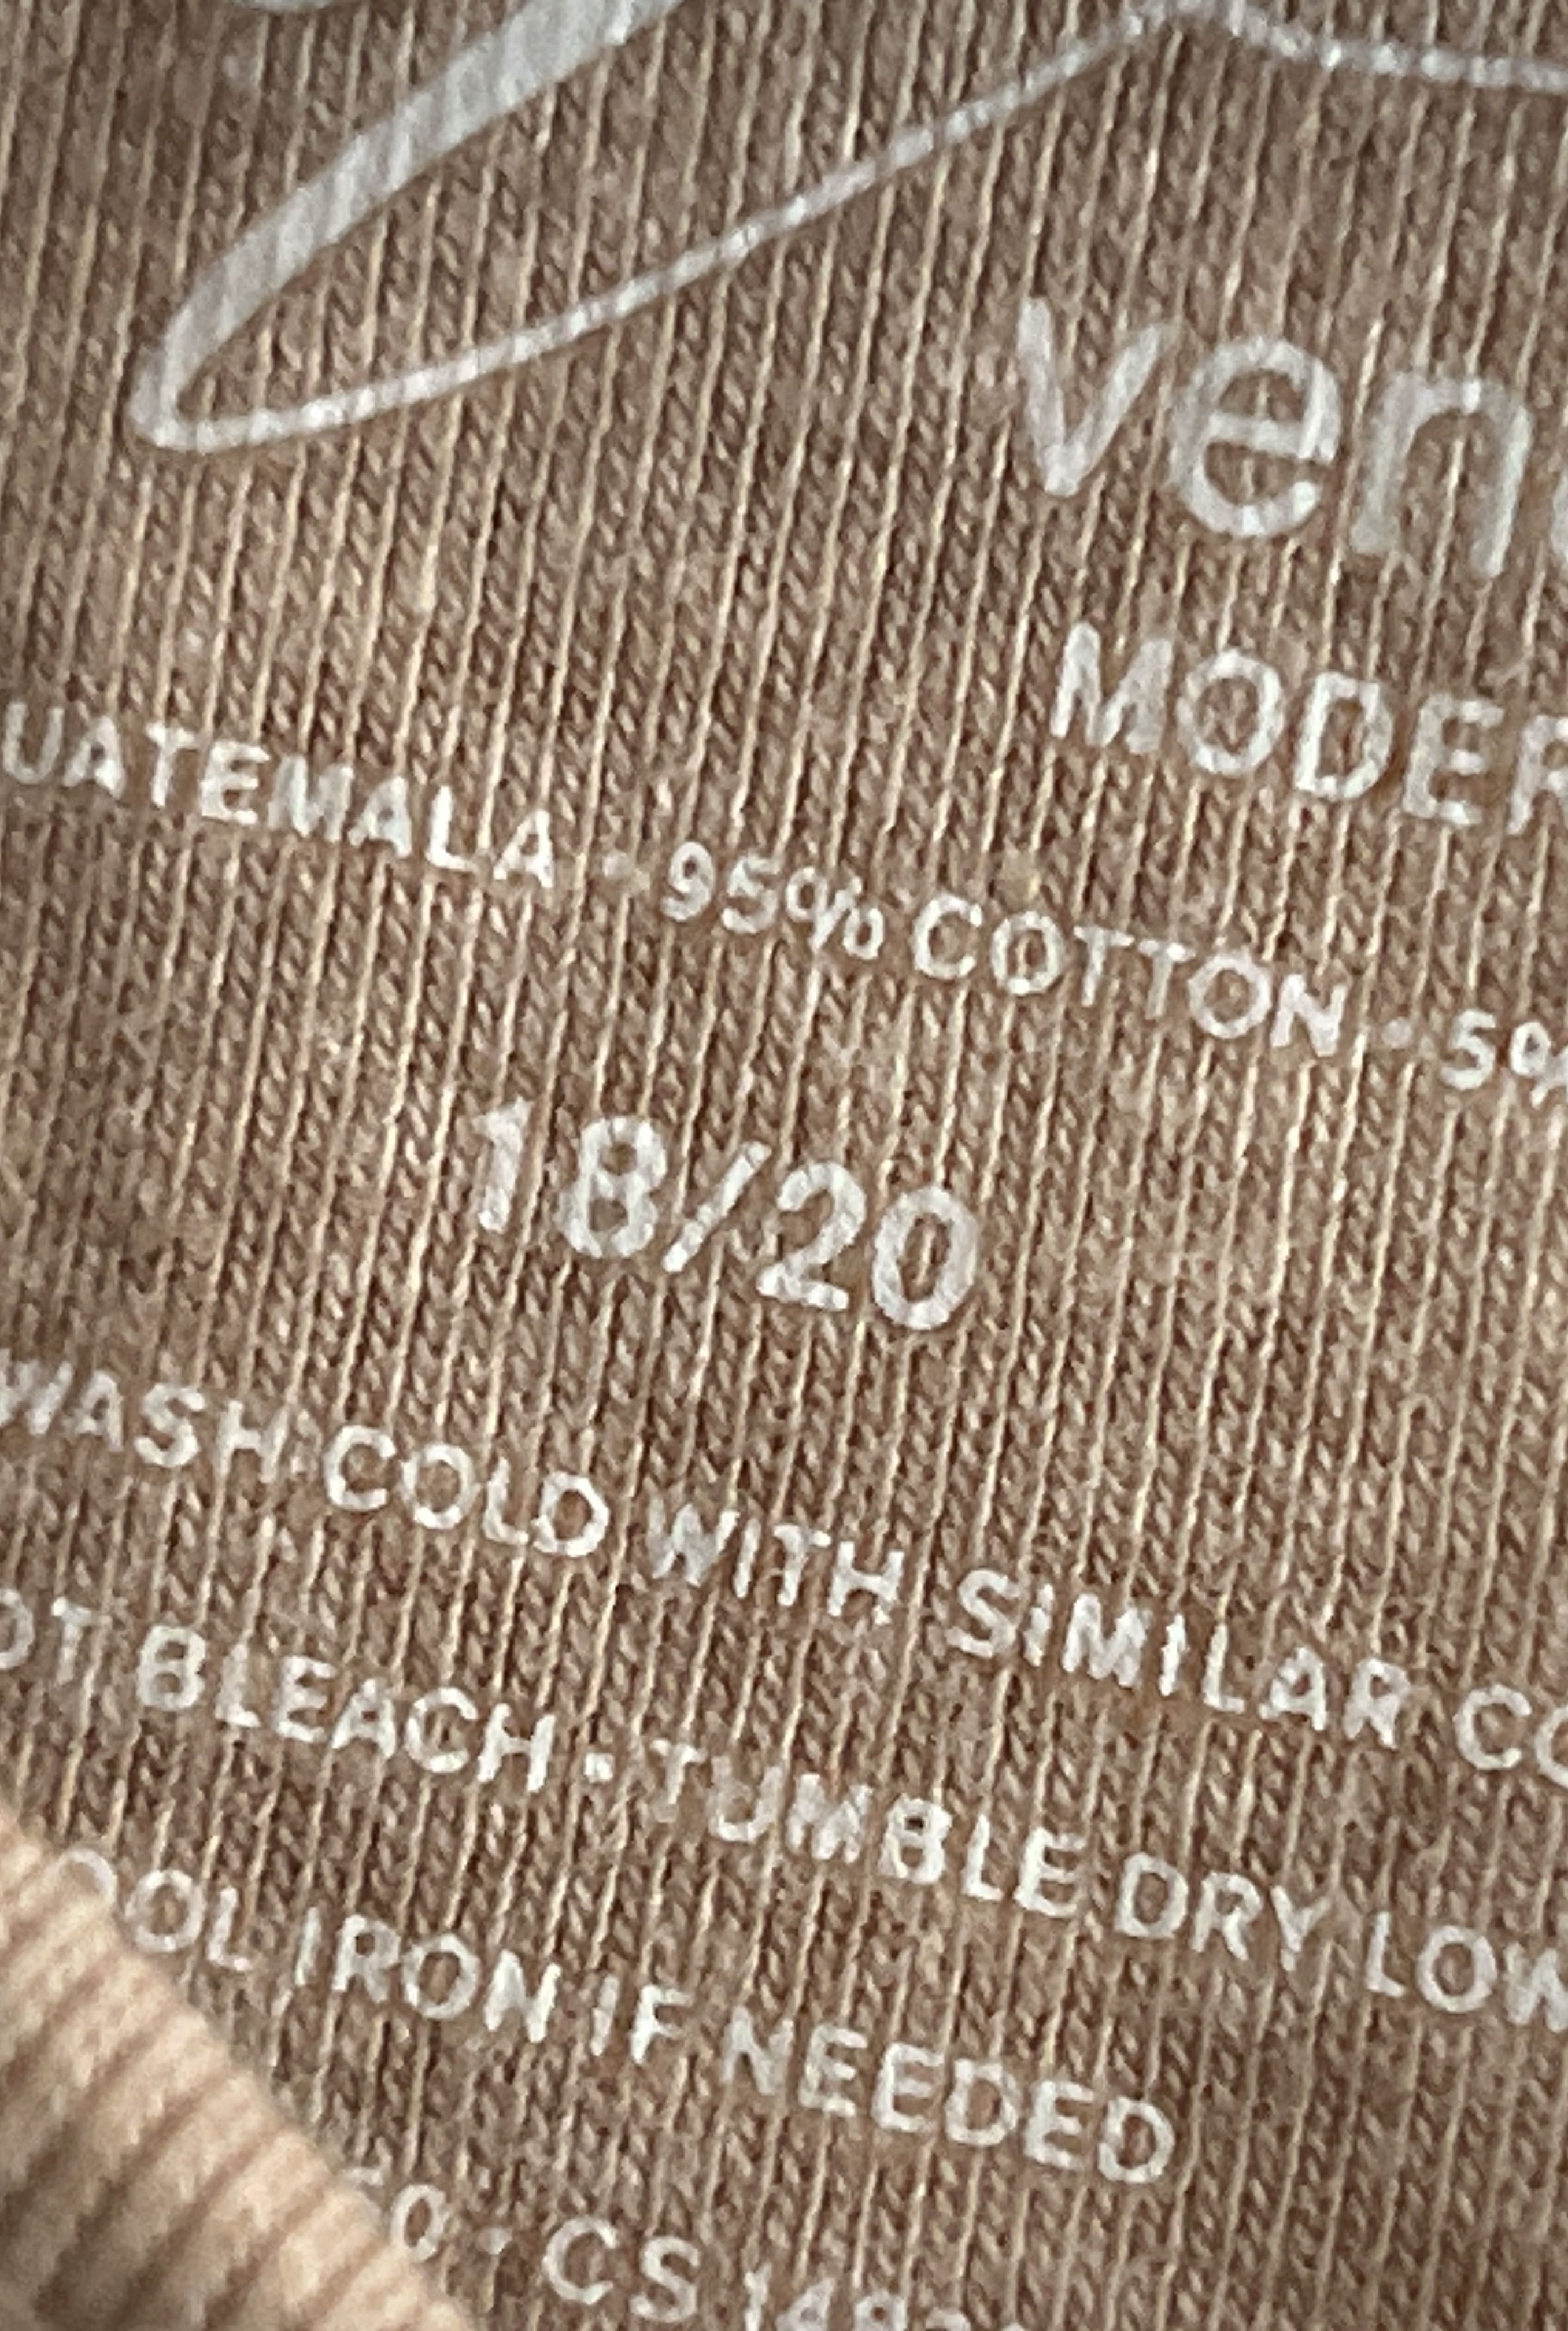 ven
MODER
UATEMALA · 95% COTTON · 5%
18/20
WASH COLD WITH SIMILAR CO
OT BLEACH · TUMBLE DRY LOW
OOL IRON IF NEEDED
· CS